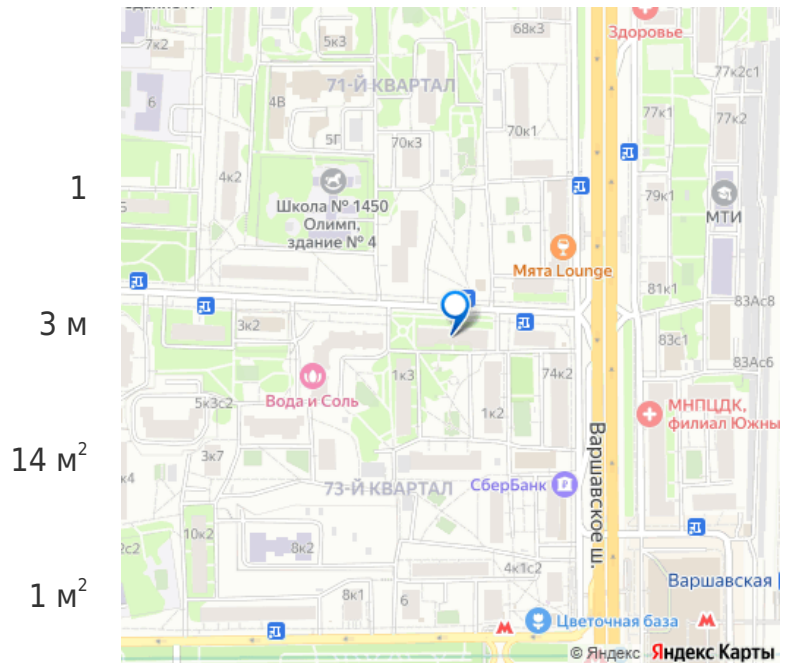 68к3
Здоровье
7к2
5к3
77к2с1
71-Й КВАРТАЛ
6
4В
77к1
77к2
5Г
70к3
70к1
1
4к2
79к1
МТИ
Школа № 1450
Олимп,
здание № 4
Мята Lounge
81к1
83Ас8
3 м
3к2
83с1
83Ас6
1к3
74к2
Вода и Соль
5к3с2
1к2
МНПЦДК,
филиал Южны
Варшавское ш.
14 м²
3к7
к4
73-Й КВАРТАЛ
СберБанк
10к2
2с2
8к2
4к1с2
Варшавская
1 м²
8к1
6
Цветочная база
© Яндекс Яндекс Карты